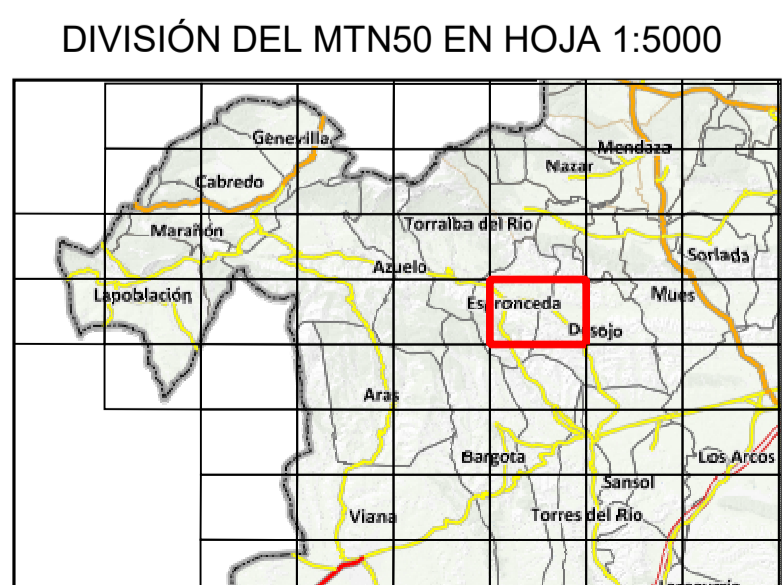 DIVISIÓN DEL MTN50 EN HOJA 1:5000
Genevilla
Mendaza
Nazar
Cabredo
Torralba del Río
Marañón
Sorlada
Azuelo
Lapoblación
Mues
Espronceda
Desojo
Aras
Bargota
Los Arcos
Sansol
Viana
Torres del Río